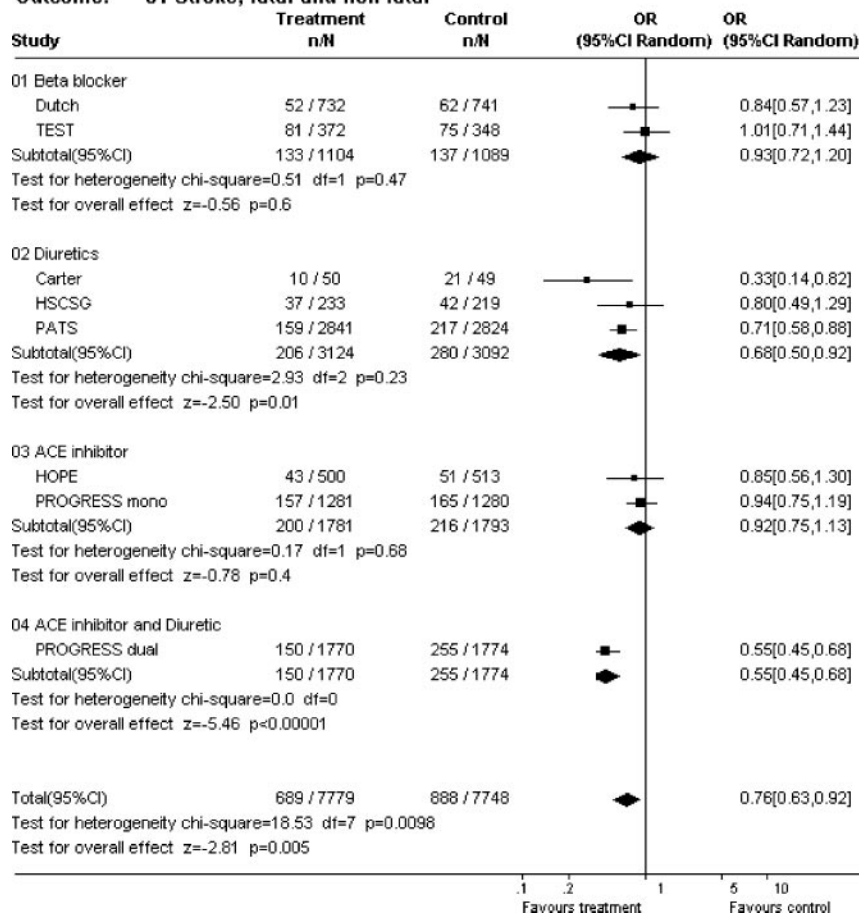 Treatment Control OR OR
Study n/N n/N (95%CI Random) (95%CI Random)
01 Beta blocker
Dutch 52 / 732 62 / 741 0.84[0.57,1.23]
TEST 81 / 372 75 / 348 1.01[0.71,1.44]
Subtotal(95%CI) 133 / 1104 137 / 1089 0.93[0.72,1.20]
Test for heterogeneity chi-square=0.51 df=1 p=0.47
Test for overall effect z=-0.56 p=0.6
02 Diuretics
Carter 10 / 50 21 / 49 0.33[0.14,0.82]
HSCSG 37 / 233 42 / 219 0.80[0.49,1.29]
PATS 159 / 2841 217 / 2824 0.71[0.58,0.88]
Subtotal(95%CI) 206 / 3124 280 / 3092 0.68[0.50,0.92]
Test for heterogeneity chi-square=2.93 df=2 p=0.23
Test for overall effect z=-2.50 p=0.01
03 ACE inhibitor
HOPE 43 / 500 51 / 513 0.85[0.56,1.30]
PROGRESS mono 157 / 1281 165 / 1280 0.94[0.75,1.19]
Subtotal(95%CI) 200 / 1781 216 / 1793 0.92[0.75,1.13]
Test for heterogeneity chi-square=0.17 df=1 p=0.68
Test for overall effect z=-0.78 p=0.4
04 ACE inhibitor and Diuretic
PROGRESS dual 150 / 1770 255 / 1774 0.55[0.45,0.68]
Subtotal(95%CI) 150 / 1770 255 / 1774 0.55[0.45,0.68]
Test for heterogeneity chi-square=0.0 df=0
Test for overall effect z=-5.46 p<0.00001
Total(95%CI) 689 / 7779 888 / 7748 0.76[0.63,0.92]
Test for heterogeneity chi-square=18.53 df=7 p=0.0098
Test for overall effect z=-2.81 p=0.005
.1 .2 1 5 10
Favours treatment Favours control